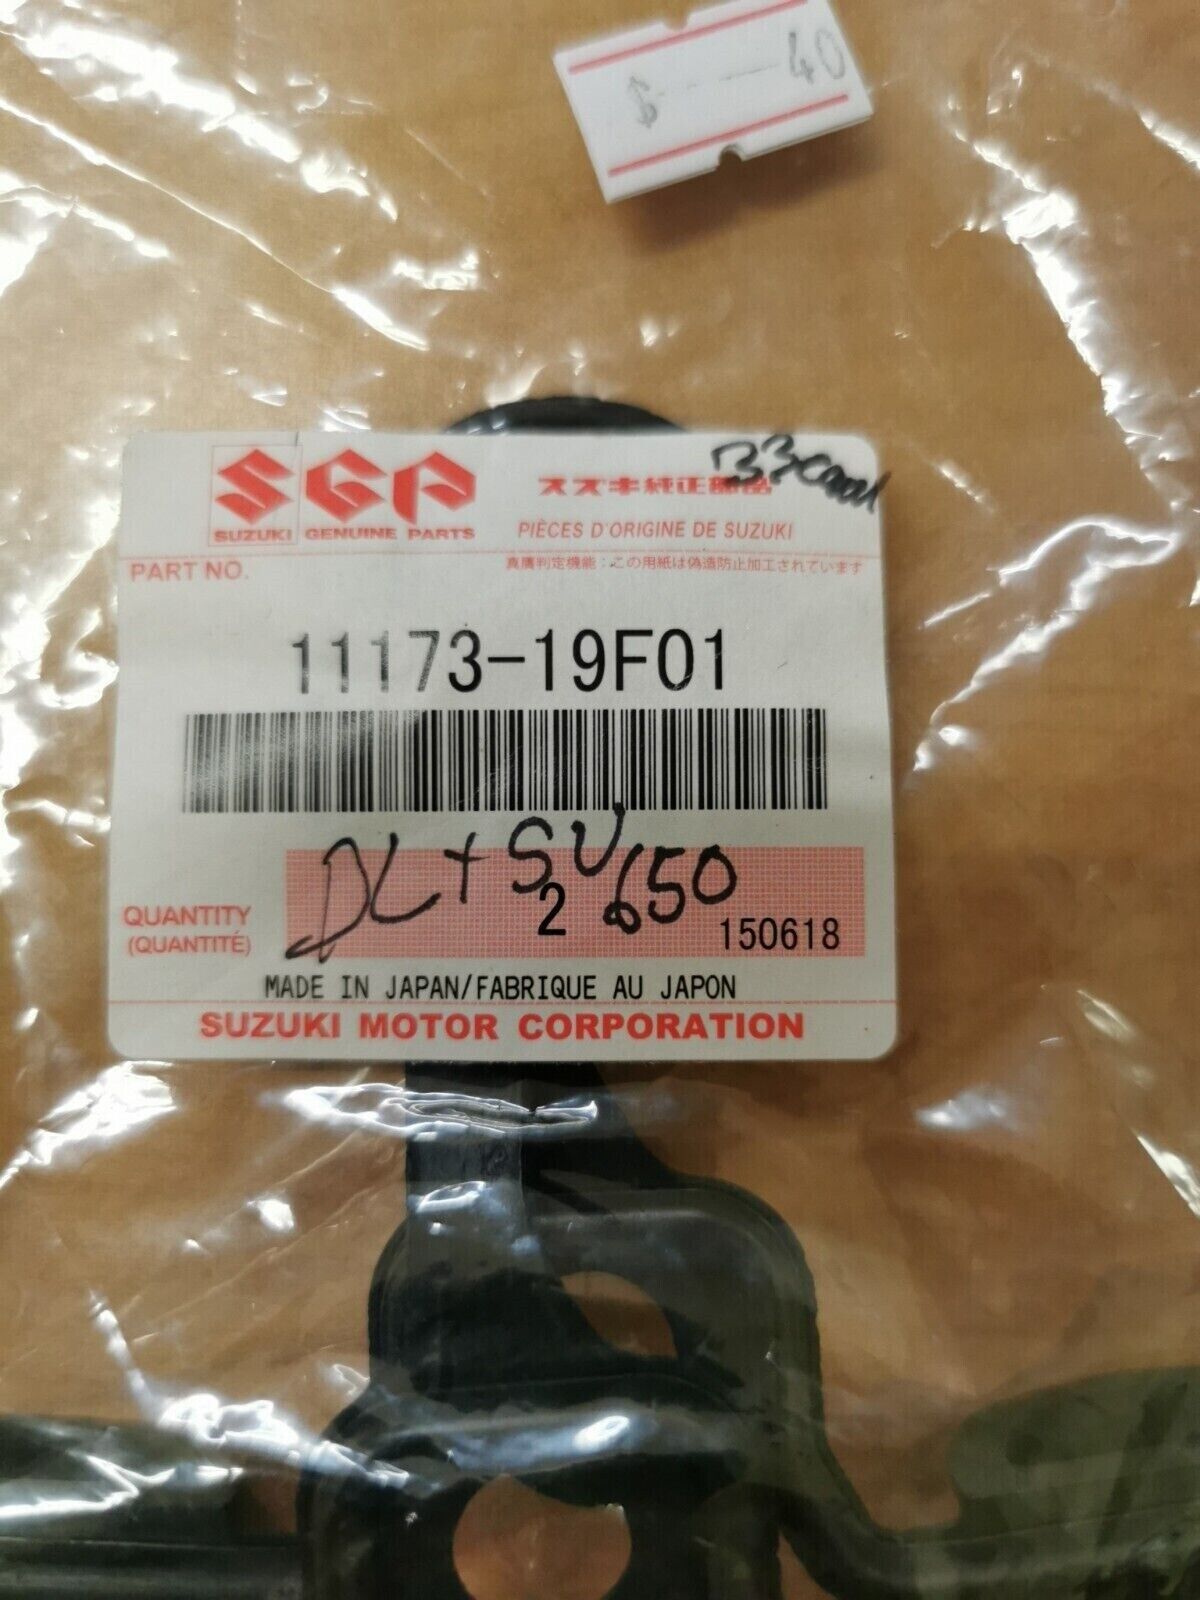 $ 40
SGP
SUZUKI GENUINE PARTS
スズキ純正部品
PIÈCES D'ORIGINE DE SUZUKI
PART NO.
真贋判定機能：この用紙は偽造防止加工されています
11173-19F01
DL + SV 650
QUANTITY
(QUANTITÉ)
2
150618
MADE IN JAPAN/FABRIQUE AU JAPON
SUZUKI MOTOR CORPORATION